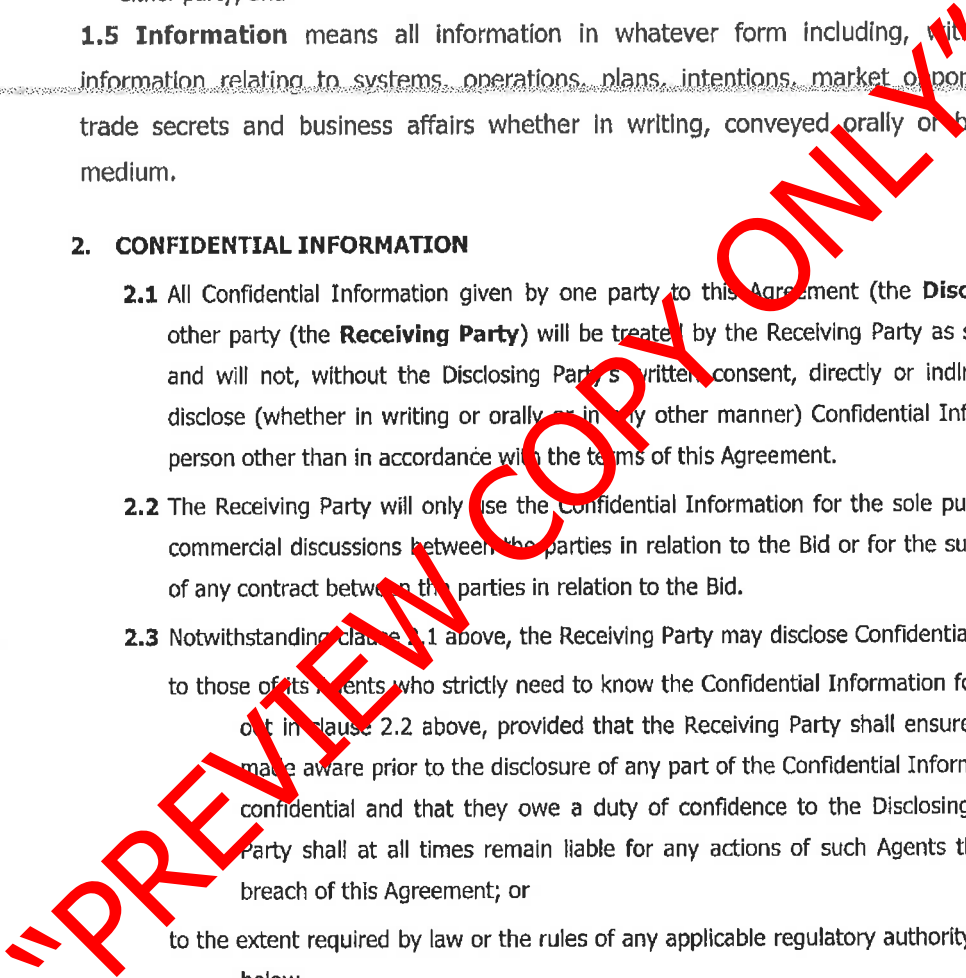 1.5 Information means all information in whatever form including,
information relating to systems, operations, plans, intentions, market
trade secrets and business affairs whether in writing, conveyed orally or
medium.
2. CONFIDENTIAL INFORMATION
2.1 All Confidential Information given by one party to this Agreement (the
other party (the Receiving Party) will be treated by the Receiving Party as
and will not, without the Disclosing Party's written consent, directly or
disclose (whether in writing or orally or in any other manner) Confidential
person other than in accordance with the terms of this Agreement.
2.2 The Receiving Party will only use the Confidential Information for the sole
commercial discussions between the parties in relation to the Bid or for the
of any contract between the parties in relation to the Bid.
2.3 Notwithstanding clause 2.1 above, the Receiving Party may disclose
to those of its Agents who strictly need to know the Confidential Information
out in clause 2.2 above, provided that the Receiving Party shall ensure
made aware prior to the disclosure of any part of the Confidential
confidential and that they owe a duty of confidence to the Disclosing
Party shall at all times remain liable for any actions of such Agents
breach of this Agreement; or
to the extent required by law or the rules of any applicable regulatory authority
"PREVIEW COPY ONLY"